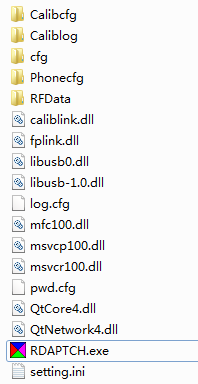 Calibcfg
Caliblog
cfg
Phonecfg
RFData
caliblink.dll
fplink.dll
libusb0.dll
libusb-1.0.dll
log.cfg
mfc100.dll
msvcp100.dll
msvcr100.dll
pwd.cfg
QtCore4.dll
QtNetwork4.dll
RDAPTCH.exe
setting.ini